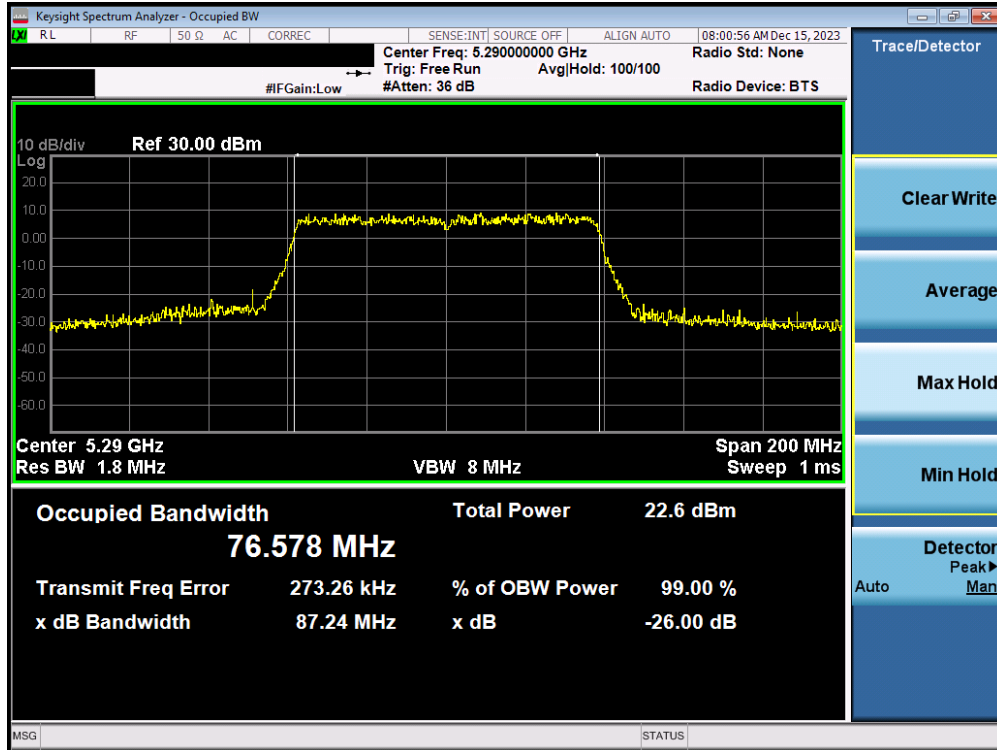 Keysight Spectrum Analyzer - Occupied BW
LXI RL RF 50 Ω AC CORREC SENSE:INT SOURCE OFF ALIGN AUTO 08:00:56 AM Dec 15, 2023
Center Freq: 5.290000000 GHz Radio Std: None
Trig: Free Run Avg|Hold: 100/100
#IFGain:Low #Atten: 36 dB Radio Device: BTS
10 dB/div Ref 30.00 dBm
Log
20.0
10.0
0.00
-10.0
-20.0
-30.0
-40.0
-50.0
-60.0
Center 5.29 GHz Span 200 MHz
Res BW 1.8 MHz VBW 8 MHz Sweep 1 ms
Occupied Bandwidth Total Power 22.6 dBm
76.578 MHz
Transmit Freq Error 273.26 kHz % of OBW Power 99.00 %
x dB Bandwidth 87.24 MHz x dB -26.00 dB
MSG STATUS
Trace/Detector
Clear Write
Average
Max Hold
Min Hold
Detector
Peak▶
Auto Man